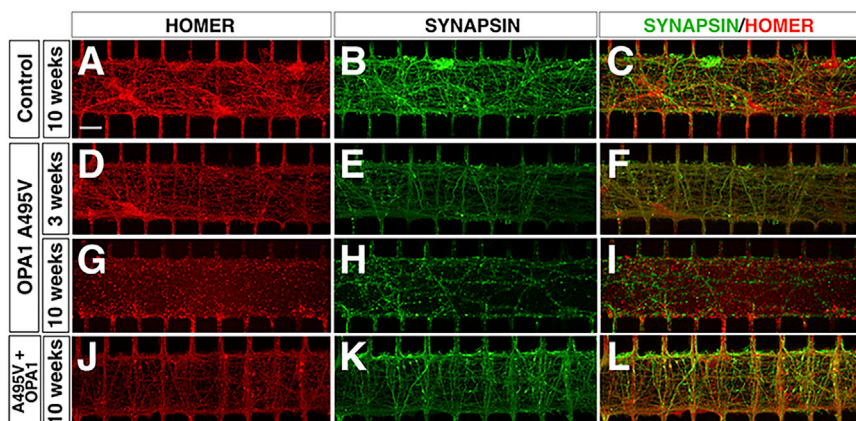 HOMER SYNAPSIN SYNAPSIN/HOMER
Control 10 weeks A B C
OPA1 A495V 3 weeks D E F
10 weeks G H I
A495V + OPA1 10 weeks J K L